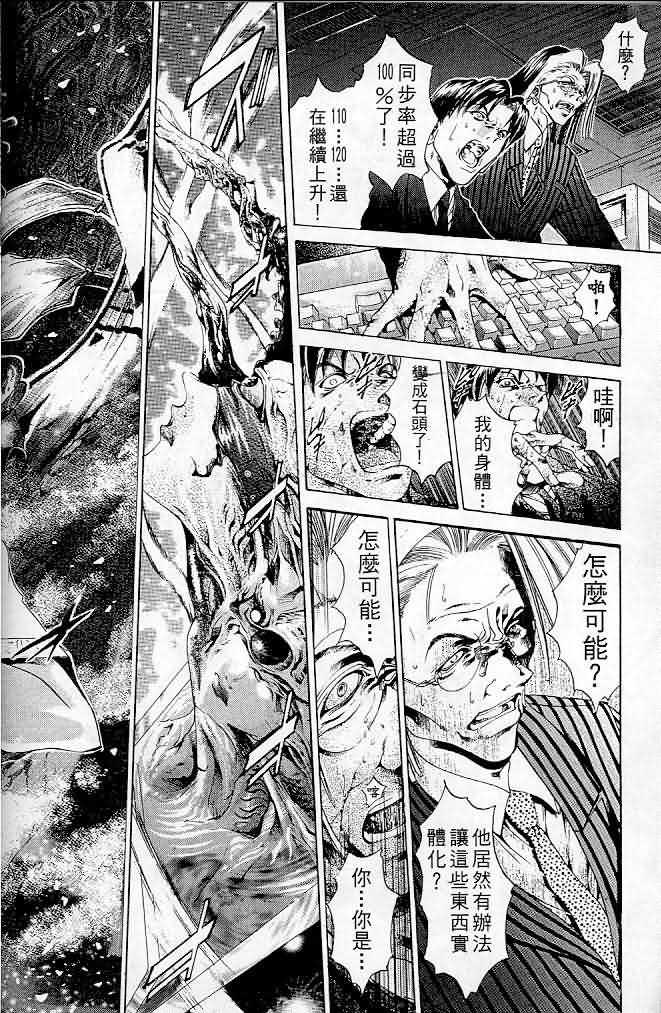 什麼？
同步率超過
100
%了！
110…120…還
在繼續上升！
啪！
哇啊！
我的身體…
變成石頭了！
怎麼可能？
他居然有辦法
讓這些東西實
體化？
怎麼可能…
你…你是…